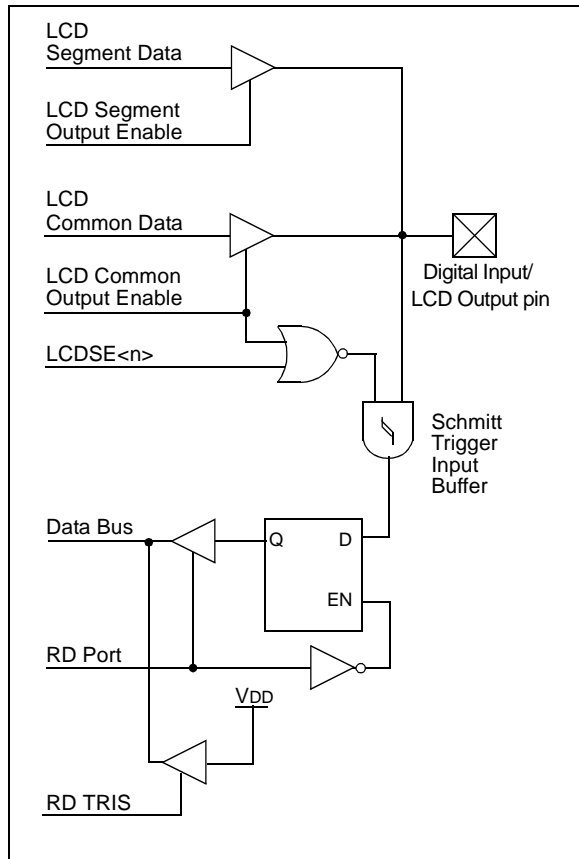 LCD
Segment Data
LCD Segment
Output Enable
LCD
Common Data
Digital Input/
LCD Output pin
LCD Common
Output Enable
LCDSE<n>
Schmitt
Trigger
Input
Buffer
Data Bus
Q
D
EN
RD Port
VDD
RD TRIS